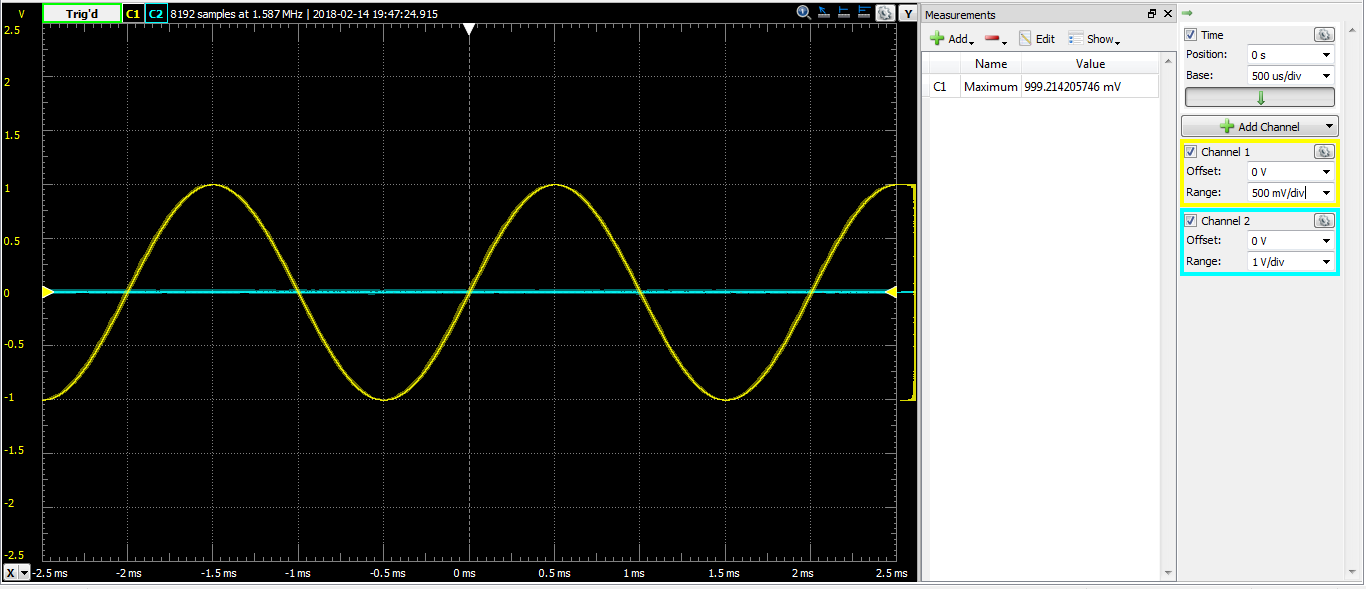 V Trig'd C1 C2 8192 samples at 1.587 MHz | 2018-02-14 19:47:24.915 Y
2.5
2
1.5
1
0.5
0
-0.5
-1
-1.5
-2
-2.5
X -2.5 ms -2 ms -1.5 ms -1 ms -0.5 ms 0 ms 0.5 ms 1 ms 1.5 ms 2 ms 2.5 ms
Measurements
Add Edit Show
Name Value
C1 Maximum 999.214205746 mV
Time
Position: 0 s
Base: 500 us/div
Add Channel
Channel 1
Offset: 0 V
Range: 500 mV/div
Channel 2
Offset: 0 V
Range: 1 V/div